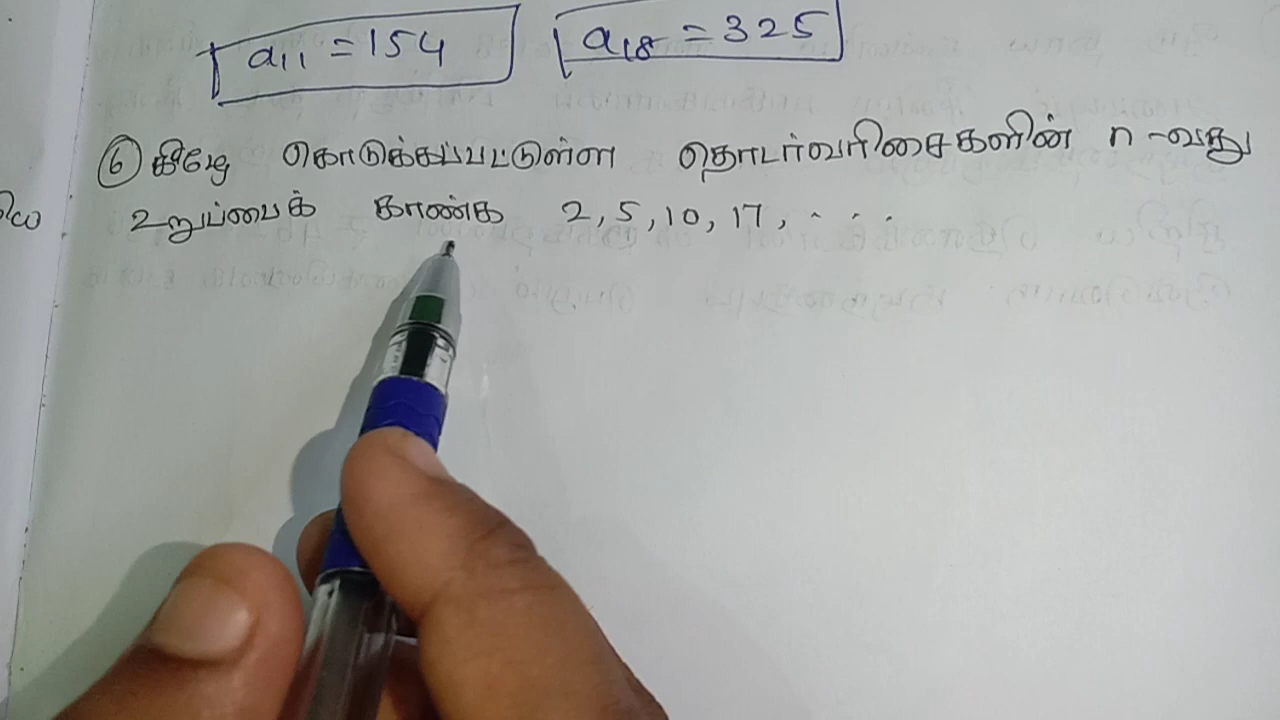 a₁₁ = 154 a₁₈ = 325
⑥ கீழே கொடுக்கப்பட்டுள்ள தொடர்வரிசைகளின் n-வது
உறுப்பைக் காண்க 2, 5, 10, 17, . . .